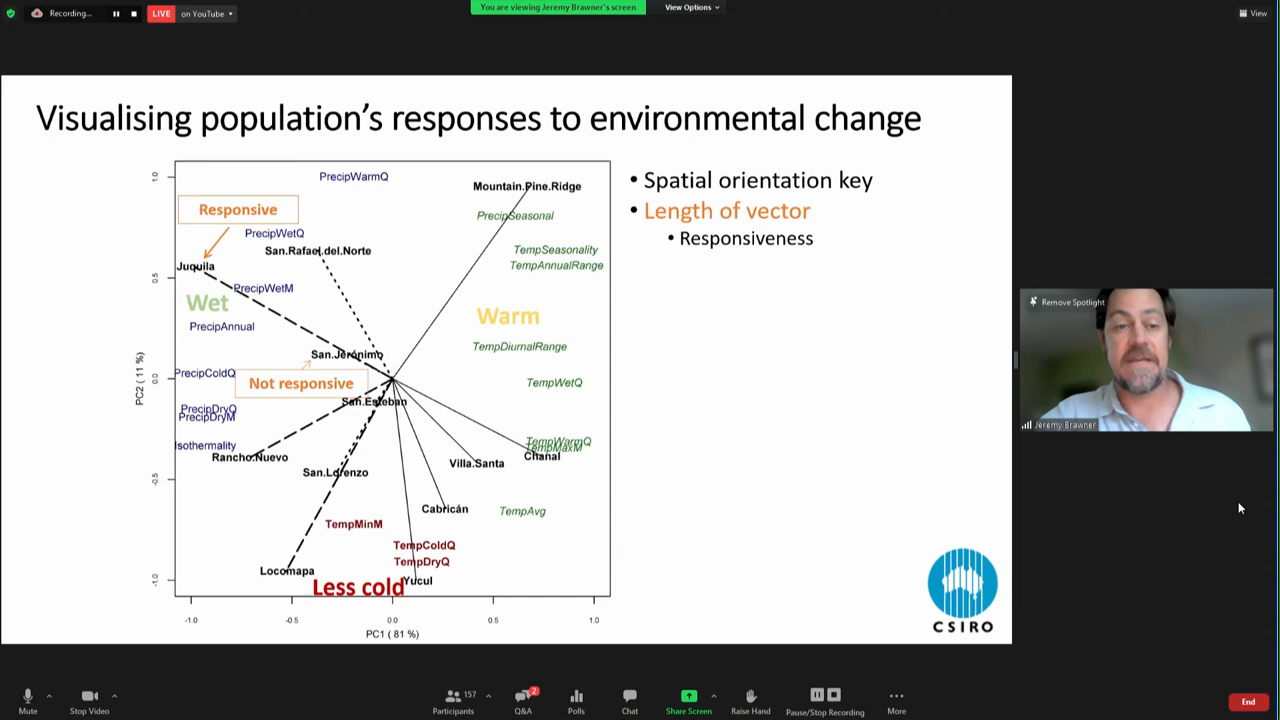 Recording...
LIVE
on YouTube
You are viewing Jeremy Brawner's screen
View Options
View
Visualising population's responses to environmental change
PrecipWarmQ
Mountain.Pine.Ridge
Responsive
PrecipSeasonal
PrecipWetQ
San.Rafael.del.Norte
TempSeasonality
TempAnnualRange
Juquila
PrecipWetM
Wet
Warm
PrecipAnnual
TempDiurnalRange
San.Jerónimo
PrecipColdQ
Not responsive
TempWetQ
San.Esteban
PrecipDryQ
PrecipDryM
Isothermality
TempWarmQ
TempMaxM
Rancho.Nuevo
Chanal
Villa.Santa
San.Lorenzo
Cabricán
TempAvg
TempMinM
TempColdQ
TempDryQ
Locomapa
Yucul
Less cold
1.0
0.5
0.0
-0.5
-1.0
PC2 ( 11 %)
-1.0 -0.5 0.0 0.5 1.0
PC1 ( 81 %)
• Spatial orientation key
• Length of vector
• Responsiveness
CSIRO
Remove Spotlight
Jeremy Brawner
Mute
Stop Video
157
Participants
2
Q&A
Polls
Chat
Share Screen
Raise Hand
Pause/Stop Recording
More
End